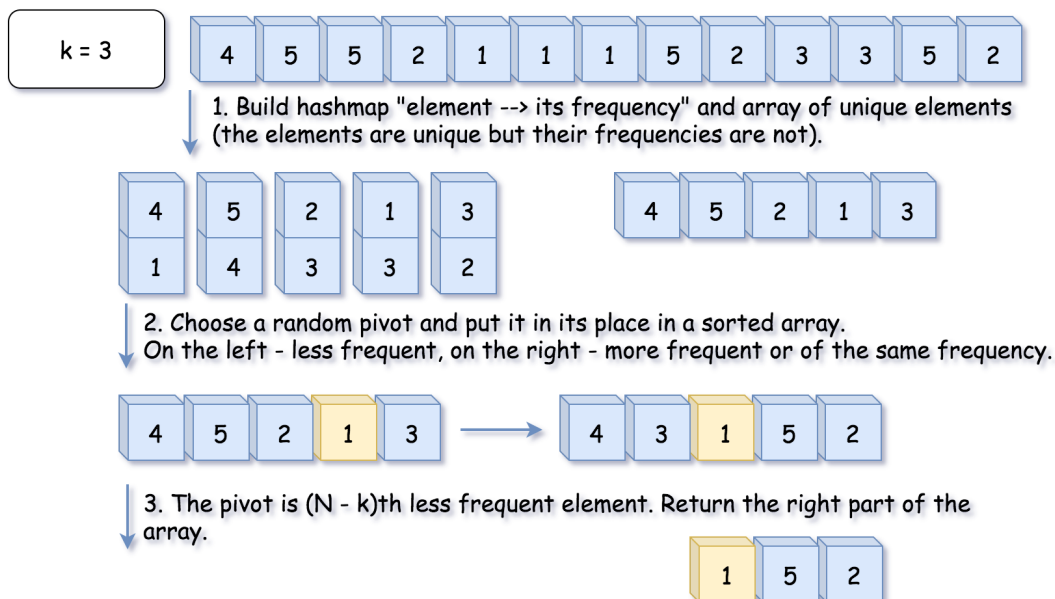 k = 3
4 5 5 2 1 1 1 5 2 3 3 5 2
1. Build hashmap "element --> its frequency" and array of unique elements
(the elements are unique but their frequencies are not).
4 5 2 1 3
1 4 3 3 2
4 5 2 1 3
2. Choose a random pivot and put it in its place in a sorted array.
On the left - less frequent, on the right - more frequent or of the same frequency.
4 5 2 1 3
4 3 1 5 2
3. The pivot is (N - k)th less frequent element. Return the right part of the
array.
1 5 2